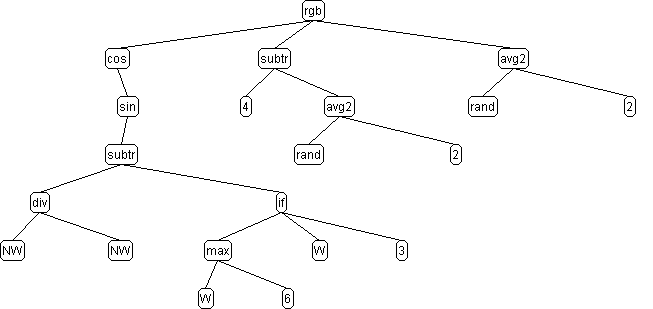 rgb
cos subtr avg2
sin 4 avg2 rand 2
subtr rand 2
div if
NW NW max W 3
W 6